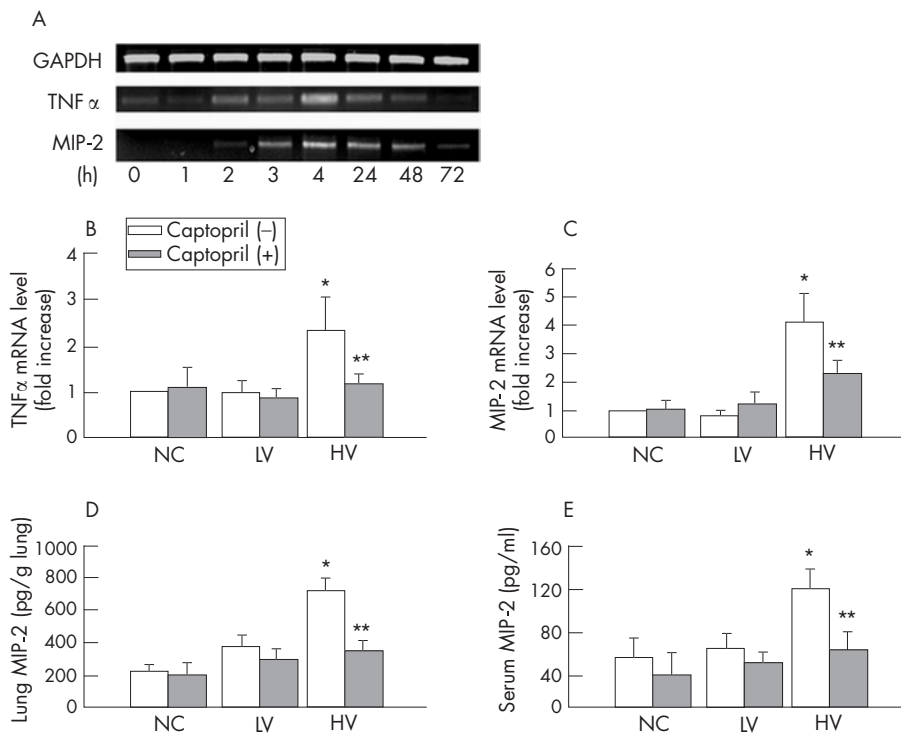 A
GAPDH
TNF α
MIP-2
(h) 0 1 2 3 4 24 48 72
B
Captopril (–)
Captopril (+)
TNFα mRNA level
(fold increase)
4
3
2
1
0
*
**
NC LV HV
C
MIP-2 mRNA level
(fold increase)
6
5
4
3
2
1
0
*
**
NC LV HV
D
Lung MIP-2 (pg/g lung)
1000
800
600
400
200
0
*
**
NC LV HV
E
Serum MIP-2 (pg/ml)
160
120
80
40
0
*
**
NC LV HV